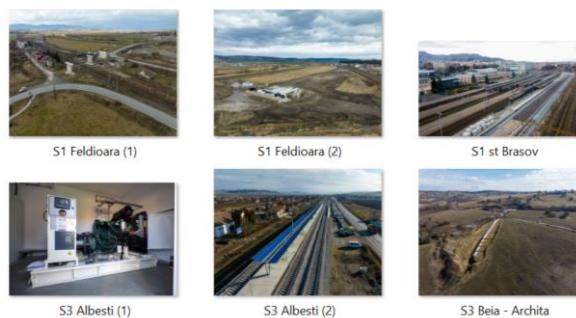 S1 Feldioara (1)
S1 Feldioara (2)
S1 st Brasov
S3 Albesti (1)
S3 Albesti (2)
S3 Beia - Archita